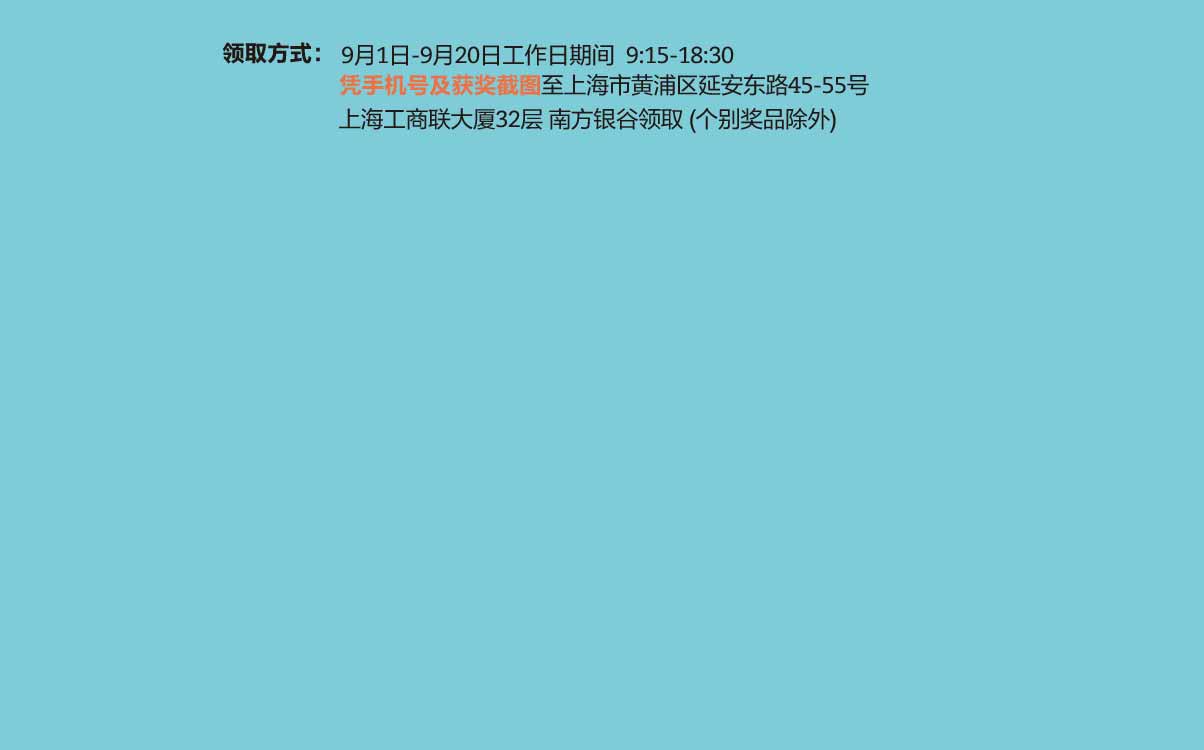 领取方式： 9月1日-9月20日工作日期间 9:15-18:30
凭手机号及获奖截图至上海市黄浦区延安东路45-55号
上海工商联大厦32层 南方银谷领取 (个别奖品除外)